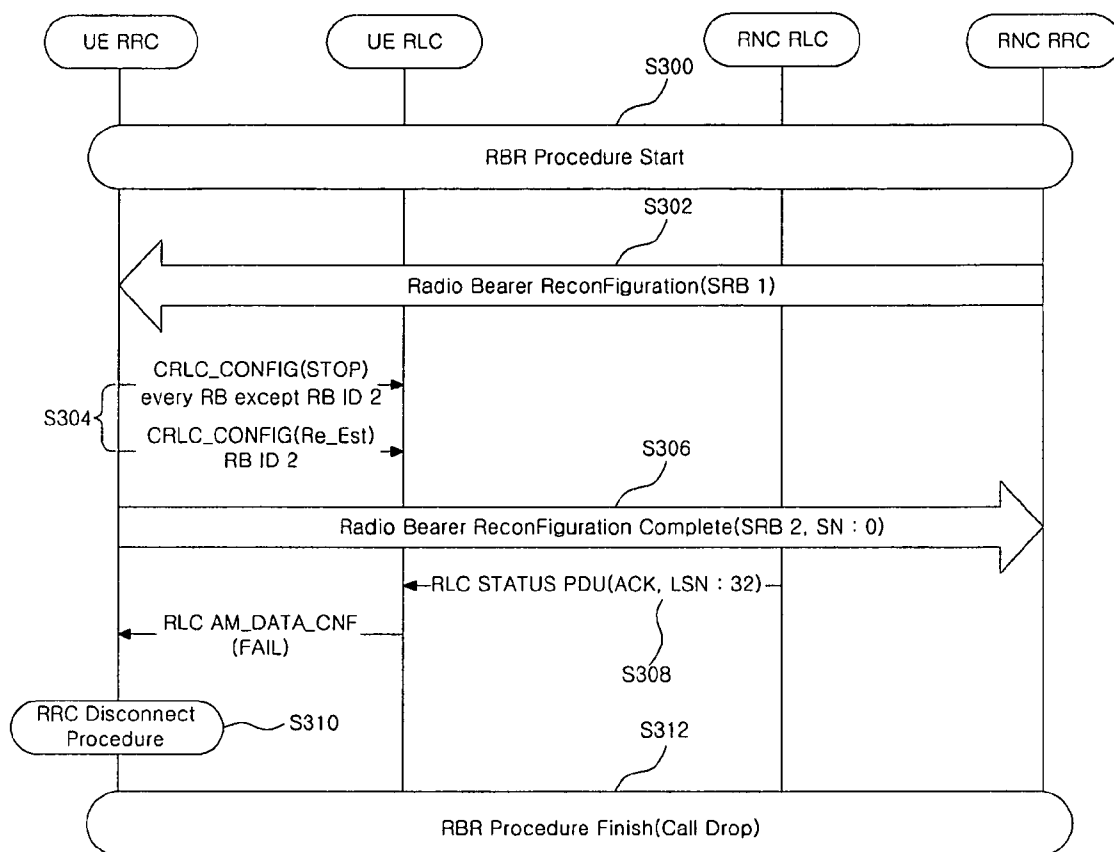 UE RRC
UE RLC
RNC RLC
RNC RRC
S300
RBR Procedure Start
S302
Radio Bearer ReconFiguration(SRB 1)
CRLC_CONFIG(STOP)
every RB except RB ID 2
S304
CRLC_CONFIG(Re_Est)
RB ID 2
S306
Radio Bearer ReconFiguration Complete(SRB 2, SN : 0)
RLC STATUS PDU(ACK, LSN : 32)
RLC AM_DATA_CNF
(FAIL)
S308
RRC Disconnect
Procedure
S310
S312
RBR Procedure Finish(Call Drop)